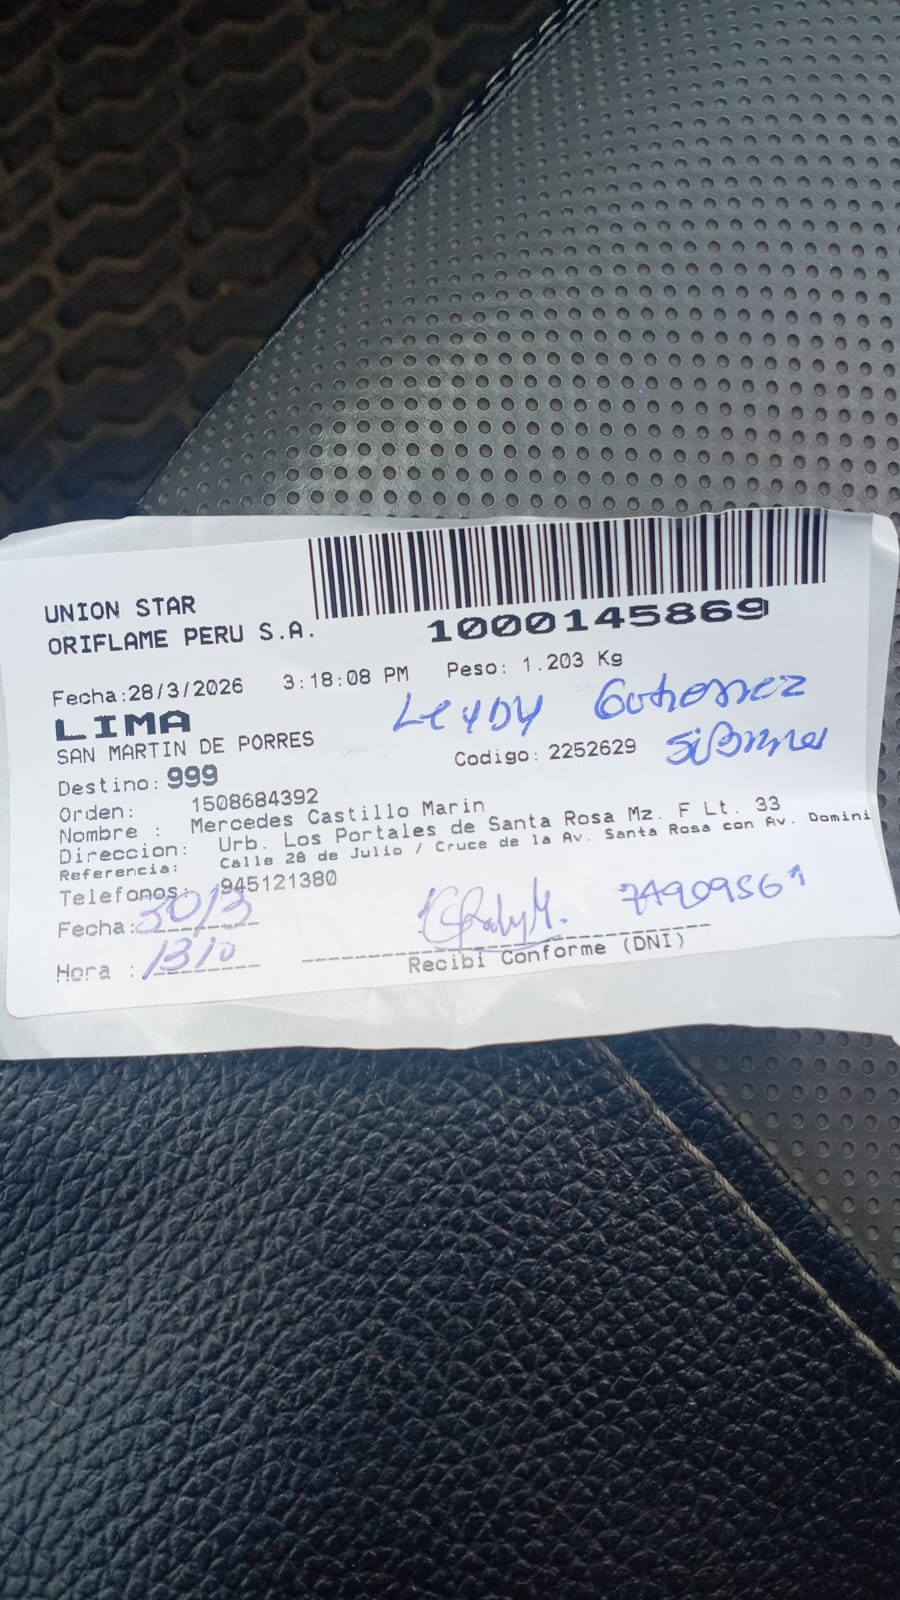 UNION STAR
ORIFLAME PERU S.A.
1000145869
Fecha:28/3/2026 3:18:08 PM Peso: 1.203 Kg
LIMA
Leydy Gutierrez
SAN MARTIN DE PORRES
Destino: 999
Codigo: 2252629
Orden: 1508684392
Nombre : Mercedes Castillo Marin
Direccion: Urb. Los Portales de Santa Rosa Mz. F Lt. 33
Referencia: Calle 28 de Julio / Cruce de la Av. Santa Rosa con Av. Domini
Telefonos: 945121380
Fecha: 30/3
74909561
Hora : 1310
Recibi Conforme (DNI)